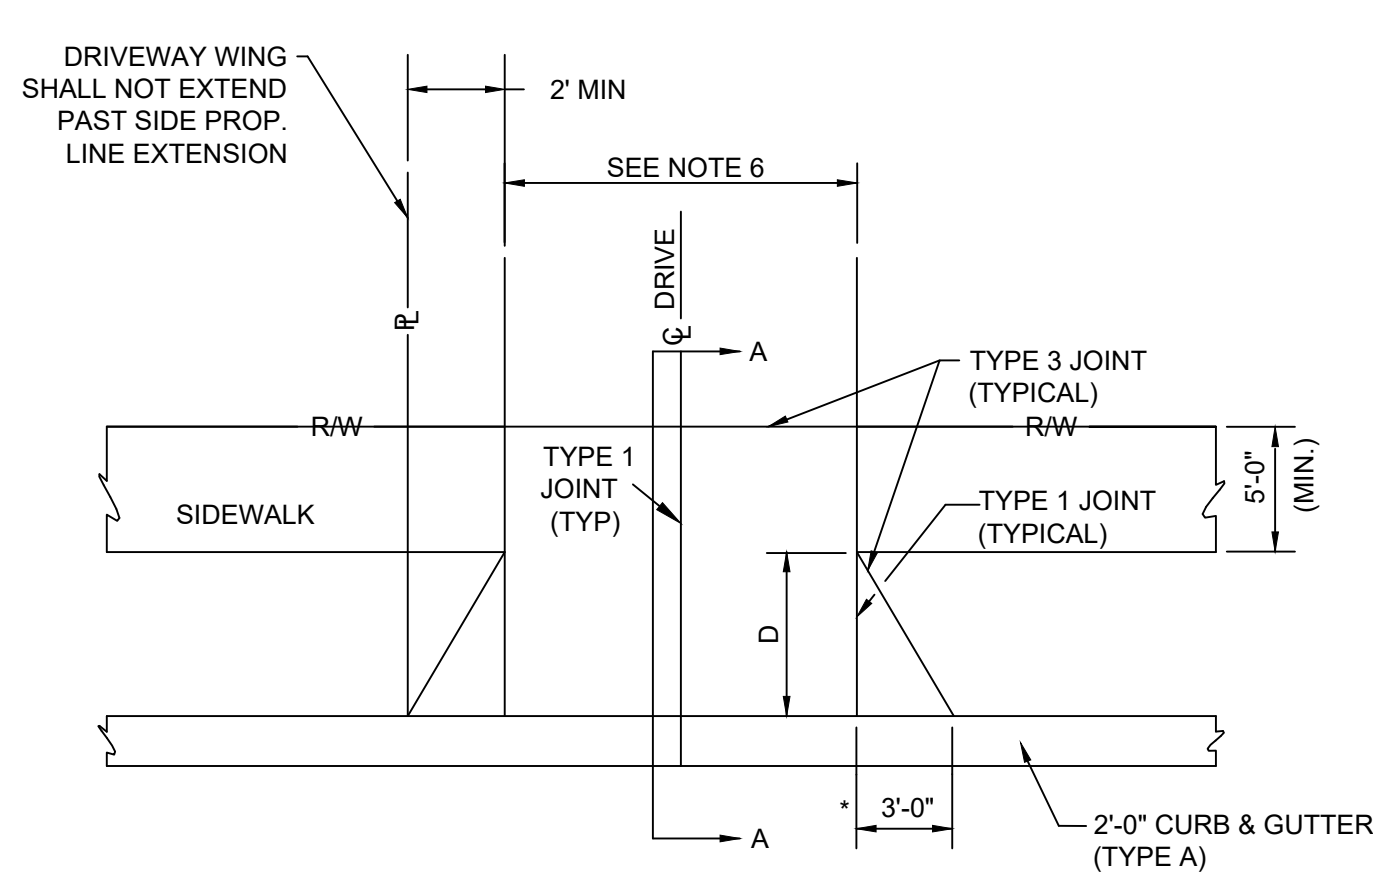 DRIVEWAY WING
SHALL NOT EXTEND
PAST SIDE PROP.
LINE EXTENSION
2' MIN
SEE NOTE 6
PL
CL DRIVE
A
TYPE 3 JOINT
(TYPICAL)
R/W
R/W
TYPE 1
JOINT
(TYP)
SIDEWALK
TYPE 1 JOINT
(TYPICAL)
5'-0"
(MIN.)
D
* 3'-0"
A
2'-0" CURB & GUTTER
(TYPE A)